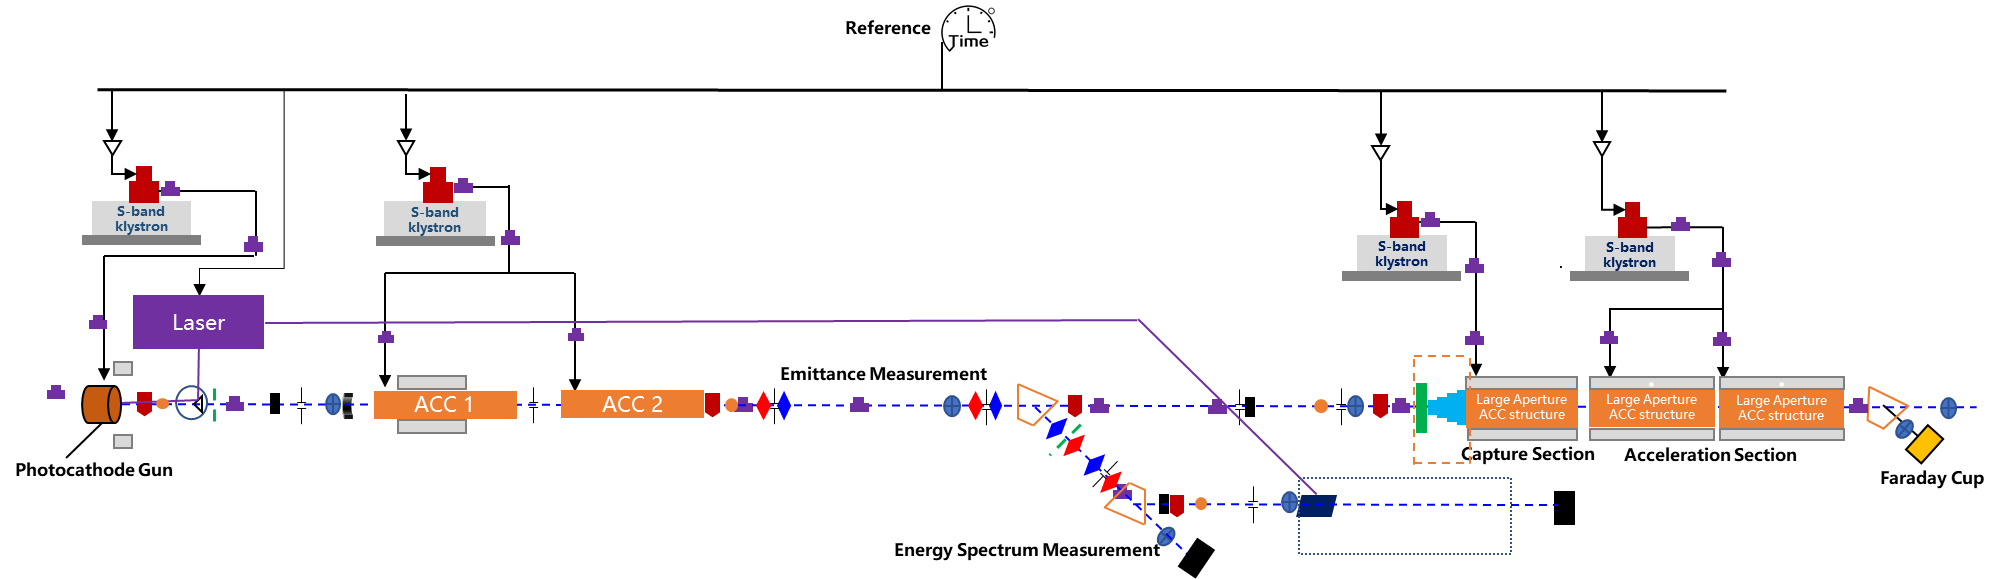 Reference
Time
S-band
klystron
S-band
klystron
S-band
klystron
S-band
klystron
Laser
Emittance Measurement
ACC 1
ACC 2
Large Aperture
ACC structure
Large Aperture
ACC structure
Large Aperture
ACC structure
Photocathode Gun
Capture Section
Acceleration Section
Faraday Cup
Energy Spectrum Measurement